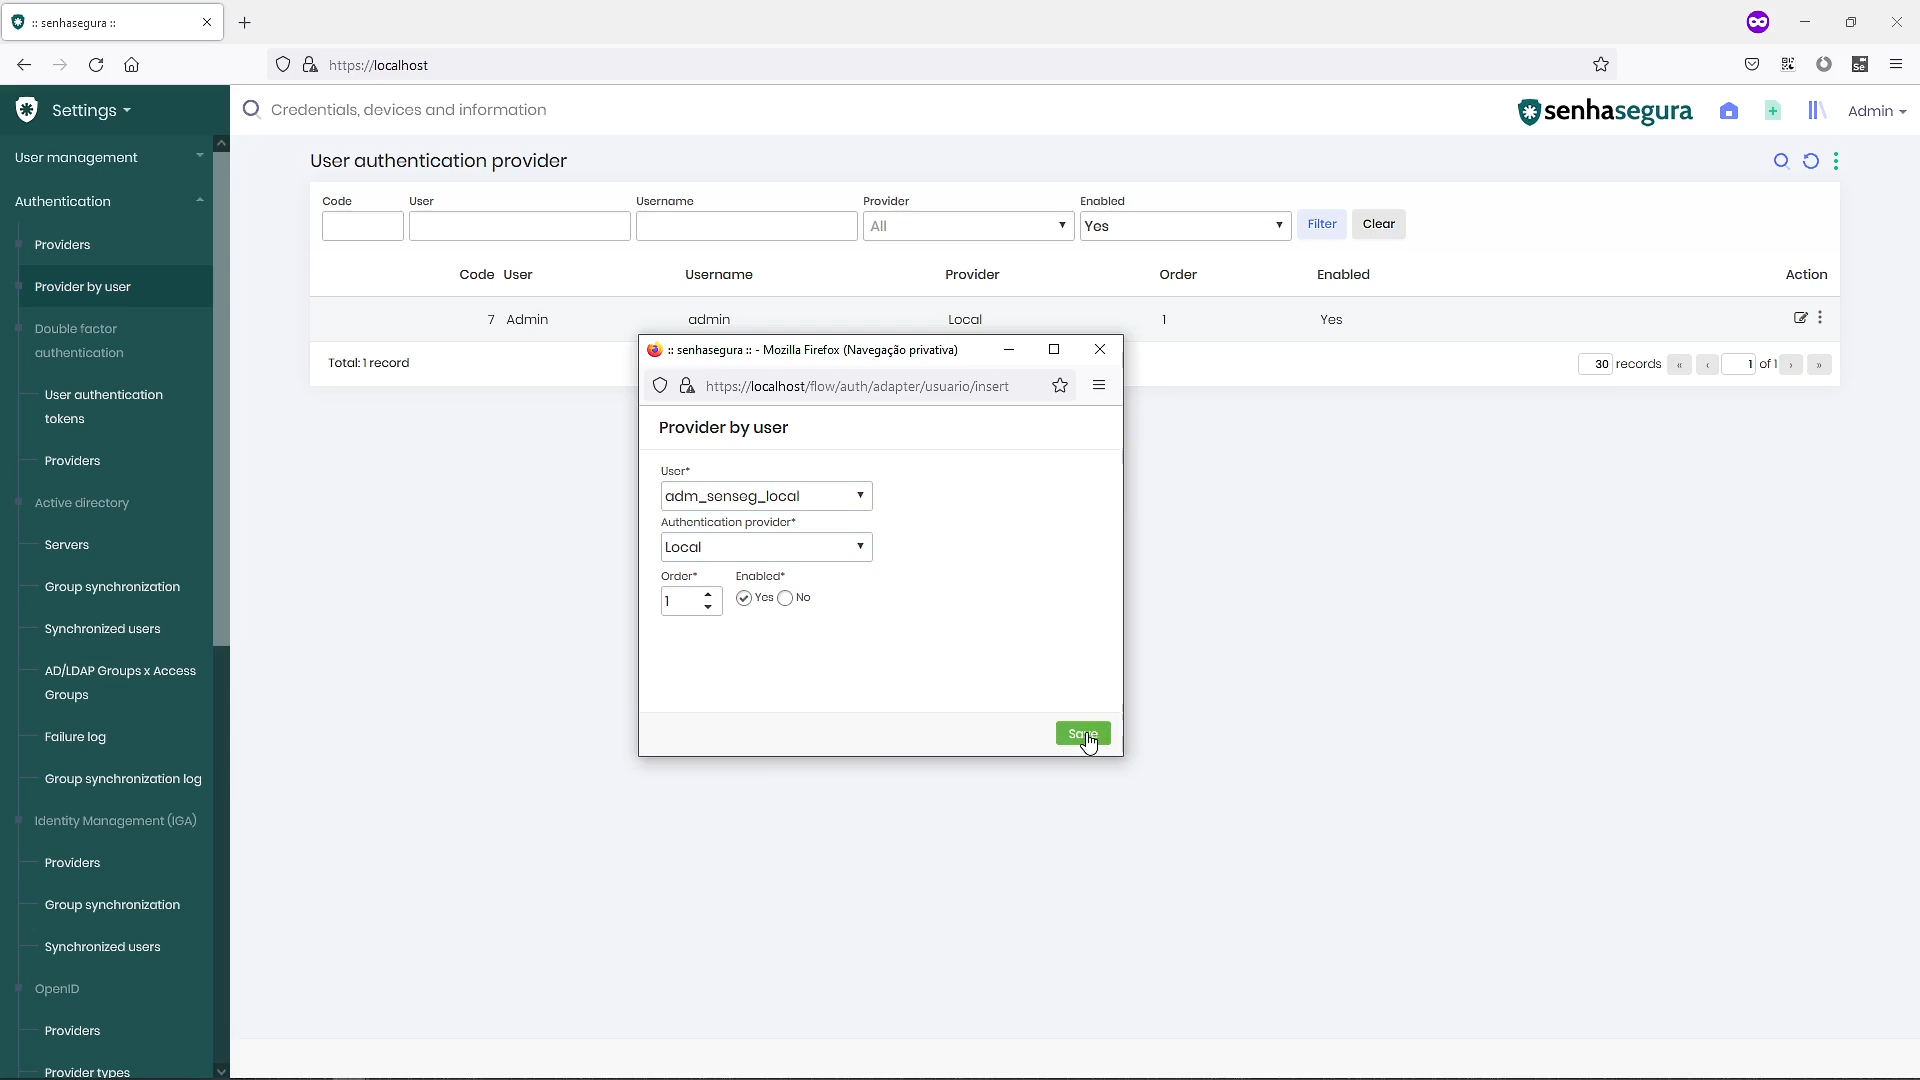 :: senhasegura ::
https://localhost
Se
Settings
Credentials, devices and information
senhasegura
Admin
User management
Authentication
Providers
Provider by user
Double factor
authentication
User authentication
tokens
Providers
Active directory
Servers
Group synchronization
Synchronized users
AD/LDAP Groups x Access
Groups
Failure log
Group synchronization log
Identity Management (IGA)
Providers
Group synchronization
Synchronized users
OpenID
Providers
Provider types
User authentication provider
Code User Username Provider Enabled
All Yes Filter Clear
Code User Username Provider Order Enabled Action
7 Admin admin Local 1 Yes
Total: 1 record
30 records « ‹ 1 of 1 › »
:: senhasegura :: - Mozilla Firefox (Navegação privativa)
https://localhost/flow/auth/adapter/usuario/insert
Provider by user
User*
adm_senseg_local
Authentication provider*
Local
Order* Enabled*
1 Yes No
Save